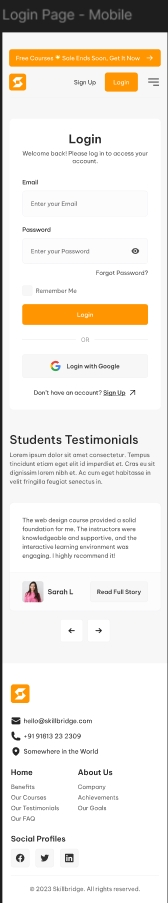 Login Page - Mobile
Free Courses 🌟 Sale Ends Soon, Get It Now
Sign Up
Login
Login
Welcome back! Please log in to access your
account.
Email
Enter your Email
Password
Enter your Password
Forgot Password?
Remember Me
Login
OR
Login with Google
Don't have an account? Sign Up
Students Testimonials
Lorem ipsum dolor sit amet consectetur. Tempus
tincidunt etiam eget elit id imperdiet et. Cras eu sit
dignissim lorem nibh et. Ac cum eget habitasse in
velit fringilla feugiat senectus in.
The web design course provided a solid
foundation for me. The instructors were
knowledgeable and supportive, and the
interactive learning environment was
engaging. I highly recommend it!
Sarah L
Read Full Story
hello@skillbridge.com
+91 91813 23 2309
Somewhere in the World
Home
About Us
Benefits
Company
Our Courses
Achievements
Our Testimonials
Our Goals
Our FAQ
Social Profiles
© 2023 Skillbridge. All rights reserved.